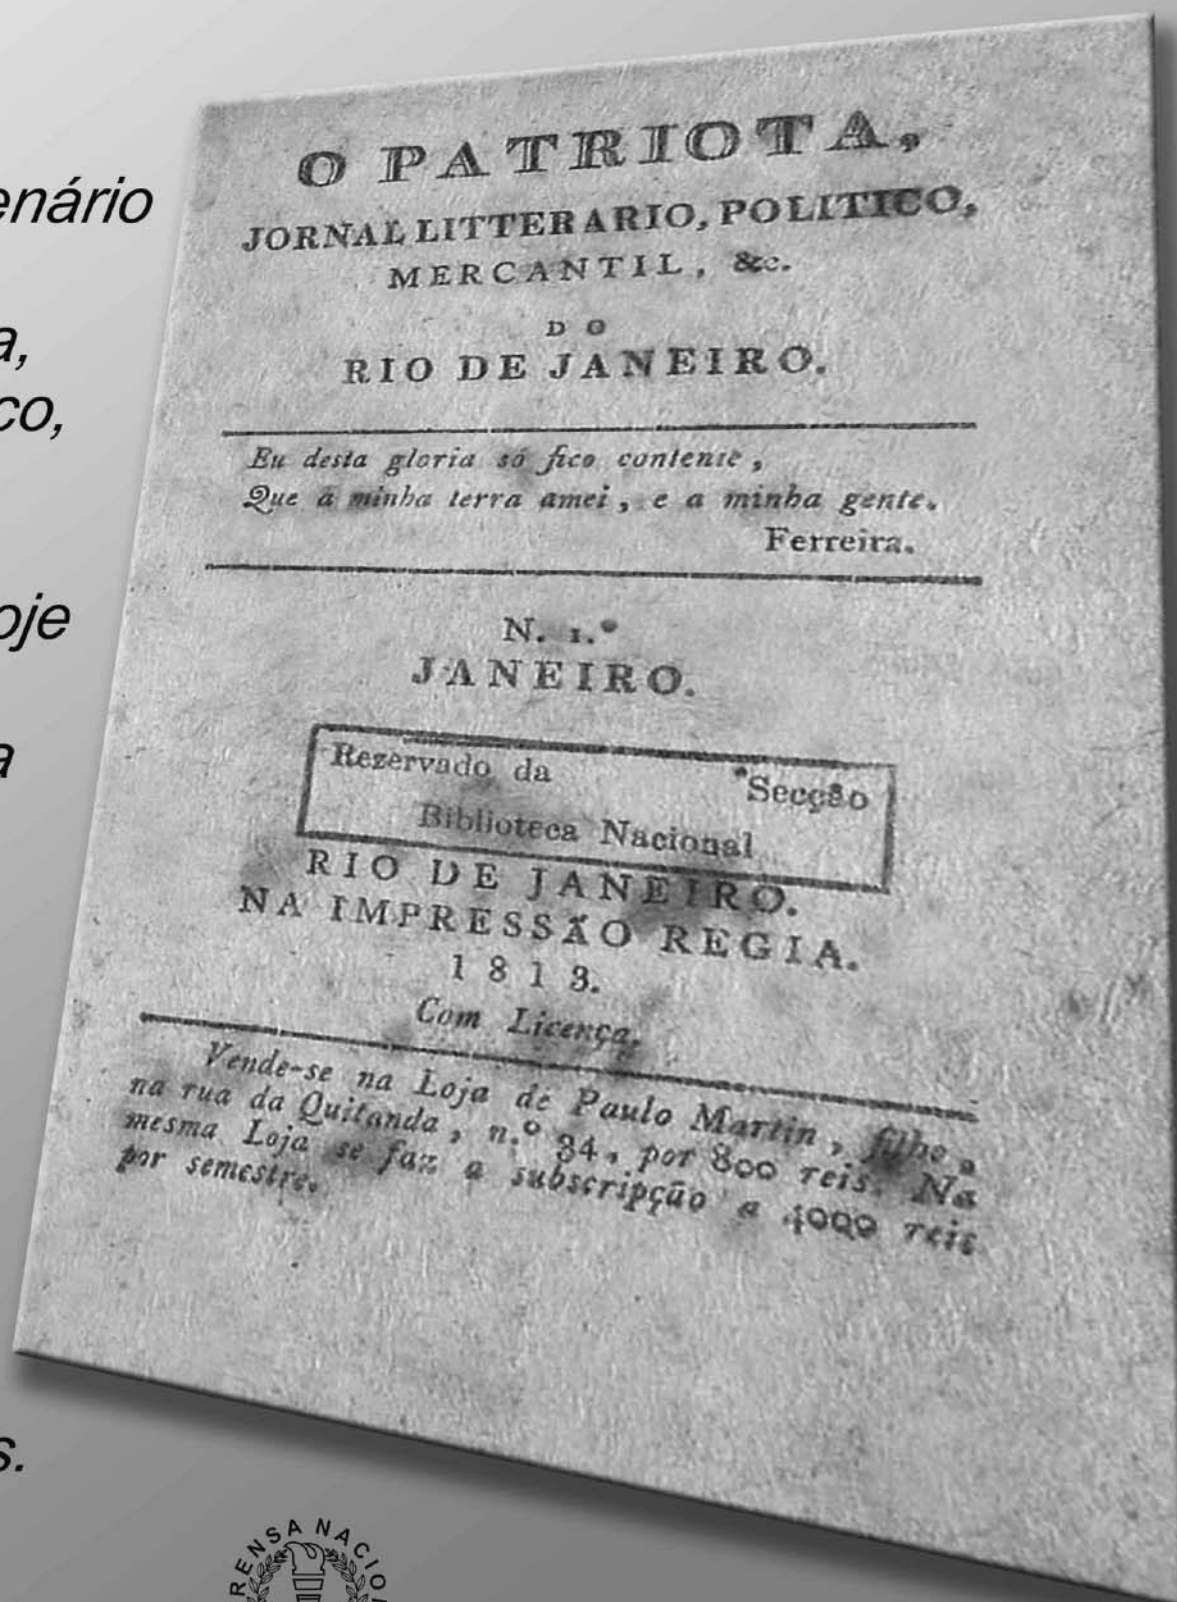 enário
a,
co,
oje
a
s.
O PATRIOTA,
JORNAL LITTERARIO, POLITICO,
MERCANTIL, &c.
DO
RIO DE JANEIRO.
Eu desta gloria só fico contente,
Que a minha terra amei, e a minha gente.
Ferreira.
N. 1.º
JANEIRO.
Rezervado da Secção
Biblioteca Nacional
RIO DE JANEIRO.
NA IMPRESSÃO REGIA.
1813.
Com Licença.
Vende-se na Loja de Paulo Martin, filho,
na rua da Quitanda, n.º 34, por 800 reis. Na
mesma Loja se faz a subscripção a 4000 reis
por semestre.
RENSA NACIO